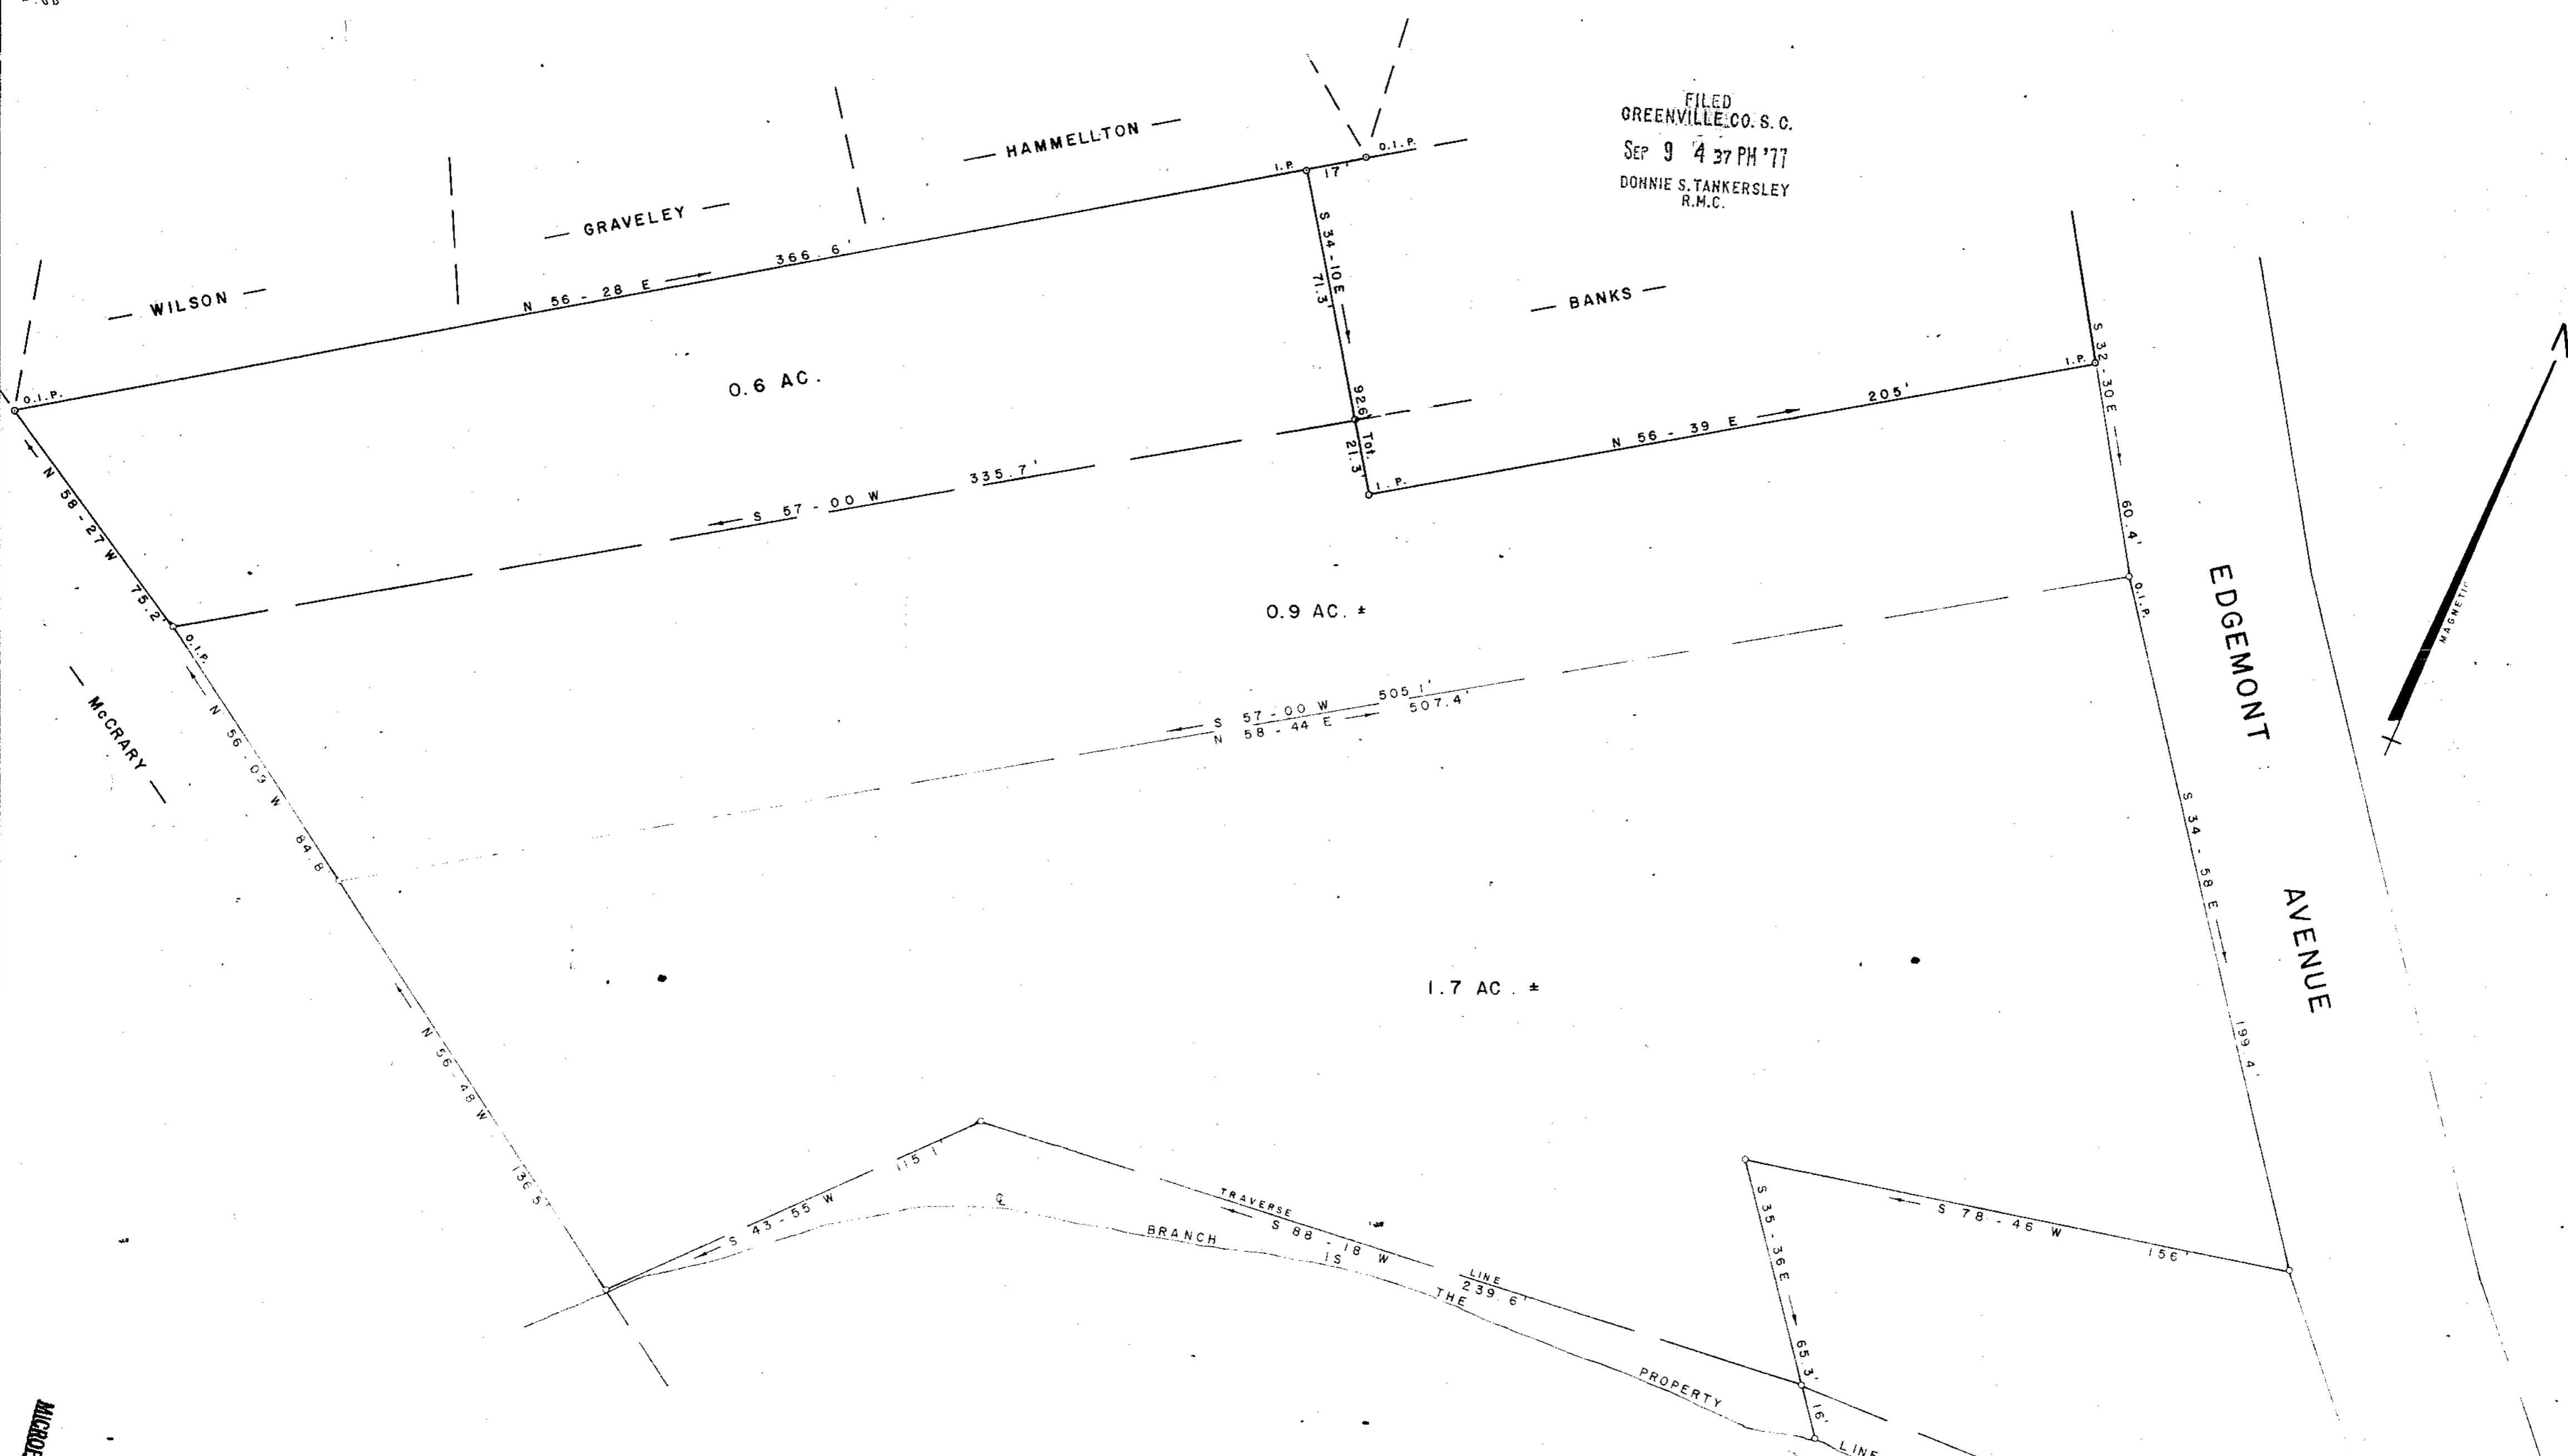 FILED
GREENVILLE CO. S. C.
SEP 9 4 37 PM '77
DONNIE S. TANKERSLEY
R.M.C.
— HAMMELLTON —
— GRAVELEY —
— WILSON —
O.I.P.
I.P.
17'
O.I.P.
N 56 - 28 E
366.6'
S 34 - 10 E
71.3'
92.6' Tot.
21.3'
— BANKS —
0.6 AC.
I.P.
N 56 - 39 E
205'
I.P.
S 32 - 30 E
60.4'
O.I.P.
S 57 - 00 W
335.7'
N 58 - 27 W
75.2'
O.I.P.
0.9 AC. ±
EDGEMONT
AVENUE
MAGNETIC
— McCRARY —
N 56 - 09 W
84.8'
S 57 - 00 W 505.1'
N 58 - 44 E 507.4'
S 34 - 58 E
199.4'
1.7 AC. ±
N 56 - 48 W
136.5'
S 43 - 55 W
115.1'
TRAVERSE
S 88 - 18 W
LINE
239.6'
S 78 - 46 W
156'
S 35 - 36 E
65.3'
16'
℄
BRANCH
IS
THE
PROPERTY
LINE